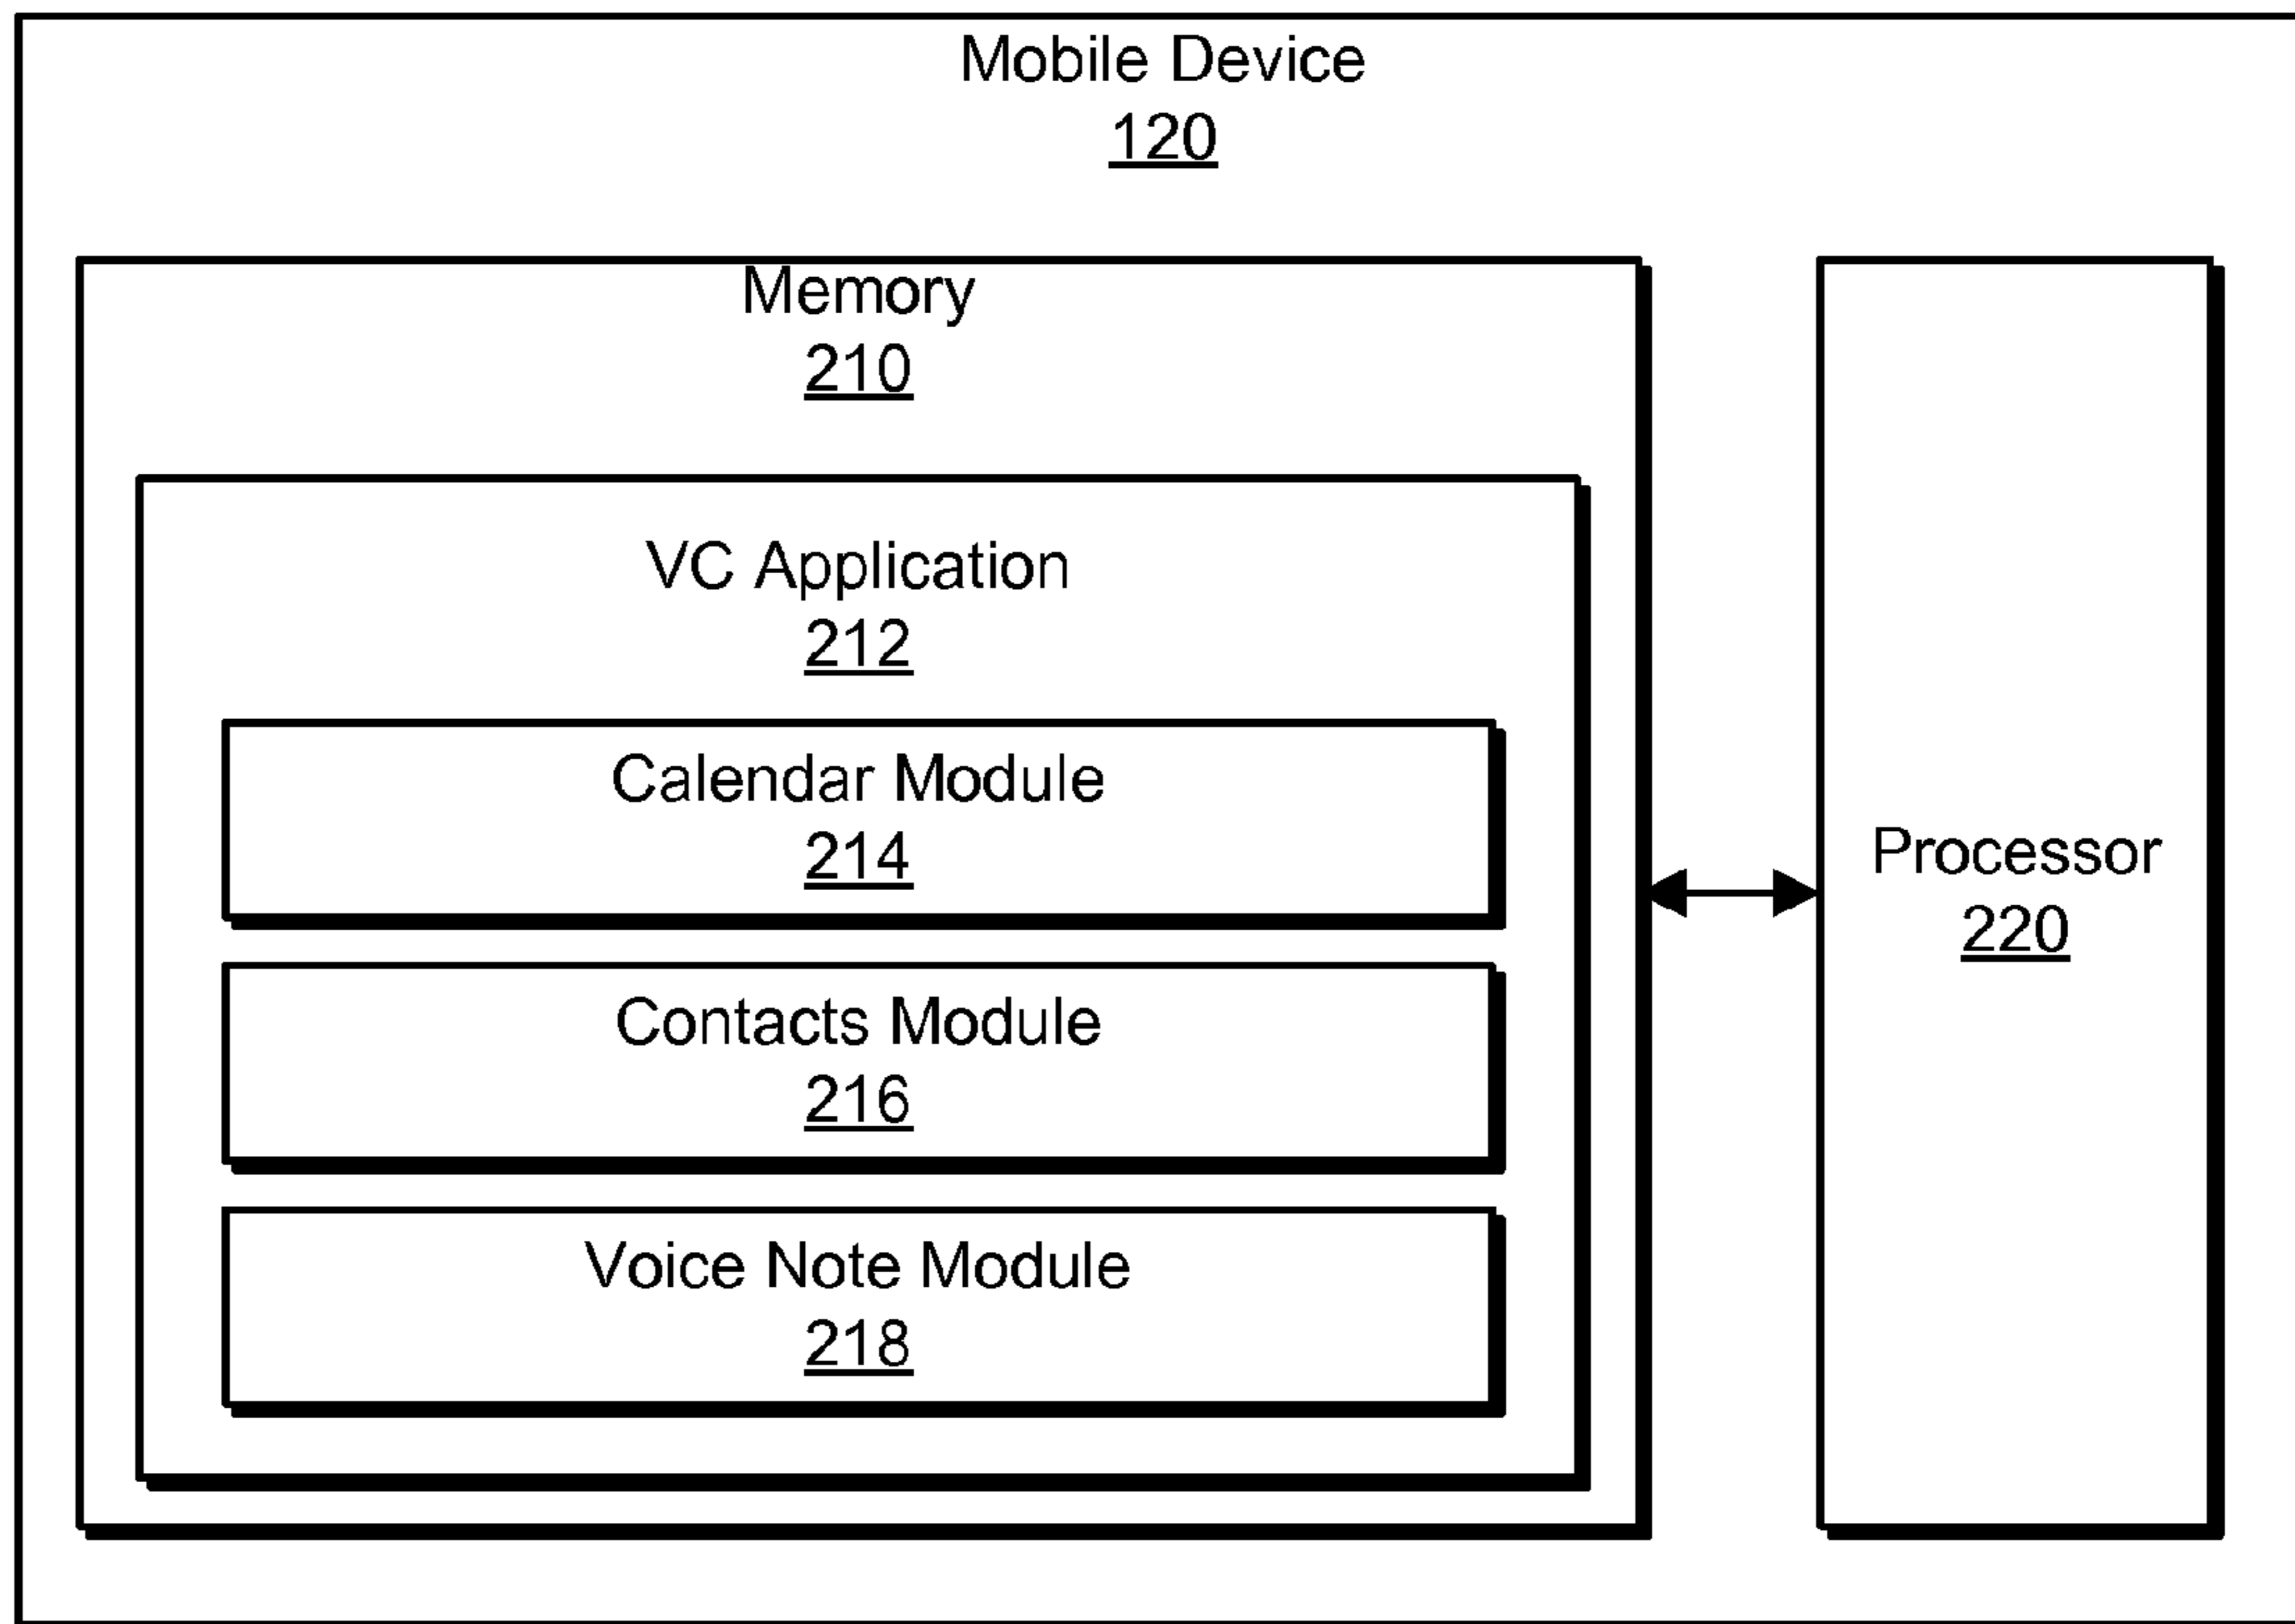 Mobile Device
120
Memory
210
VC Application
212
Calendar Module
214
Contacts Module
216
Voice Note Module
218
Processor
220